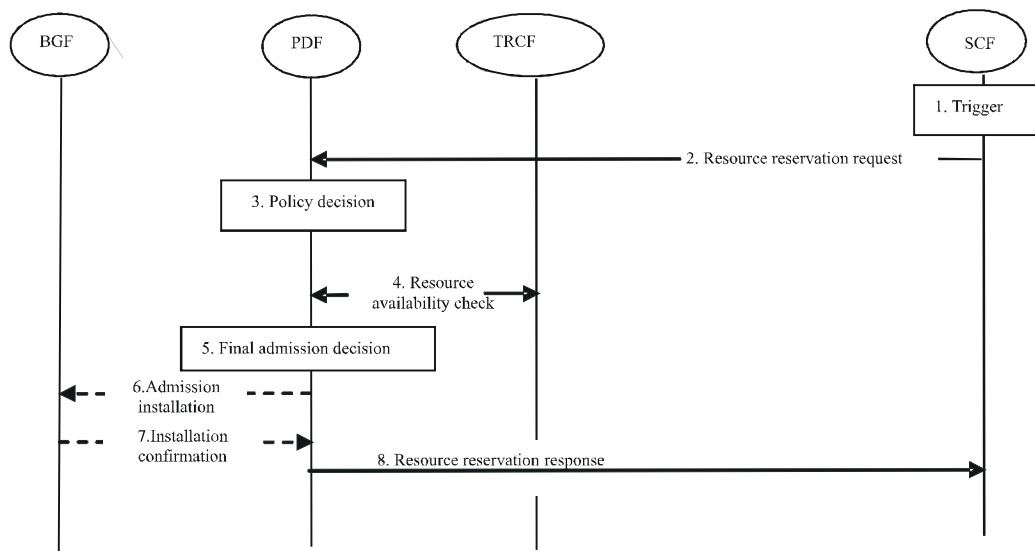 BGF
PDF
TRCF
SCF
1. Trigger
2. Resource reservation request
3. Policy decision
4. Resource
availability check
5. Final admission decision
6.Admission
installation
7.Installation
confirmation
8. Resource reservation response